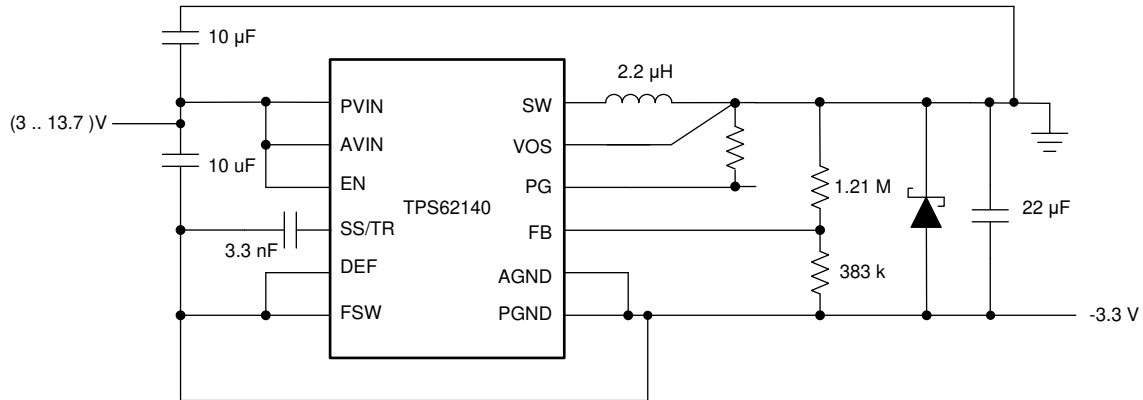 10 µF
2.2 µH
PVIN
SW
(3 .. 13.7 )V
AVIN
VOS
10 uF
EN
PG
1.21 M
TPS62140
22 µF
SS/TR
FB
3.3 nF
DEF
AGND
383 k
FSW
PGND
-3.3 V